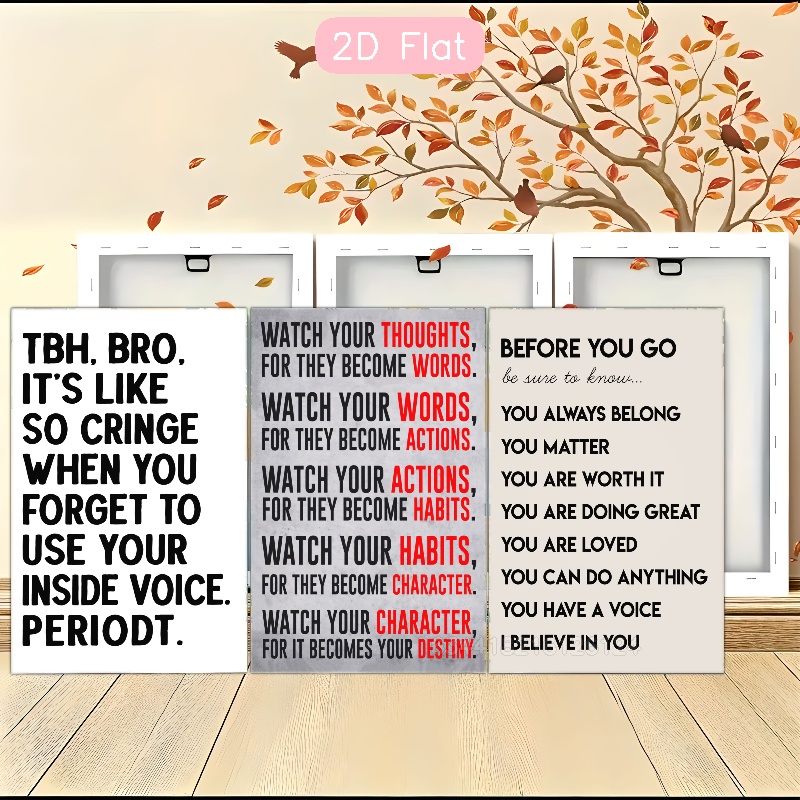 2D Flat
TBH, BRO,
IT'S LIKE
SO CRINGE
WHEN YOU
FORGET TO
USE YOUR
INSIDE VOICE.
PERIODT.
WATCH YOUR THOUGHTS,
FOR THEY BECOME WORDS.
WATCH YOUR WORDS,
FOR THEY BECOME ACTIONS.
WATCH YOUR ACTIONS,
FOR THEY BECOME HABITS.
WATCH YOUR HABITS,
FOR THEY BECOME CHARACTER.
WATCH YOUR CHARACTER,
FOR IT BECOMES YOUR DESTINY.
BEFORE YOU GO
be sure to know...
YOU ALWAYS BELONG
YOU MATTER
YOU ARE WORTH IT
YOU ARE DOING GREAT
YOU ARE LOVED
YOU CAN DO ANYTHING
YOU HAVE A VOICE
I BELIEVE IN YOU